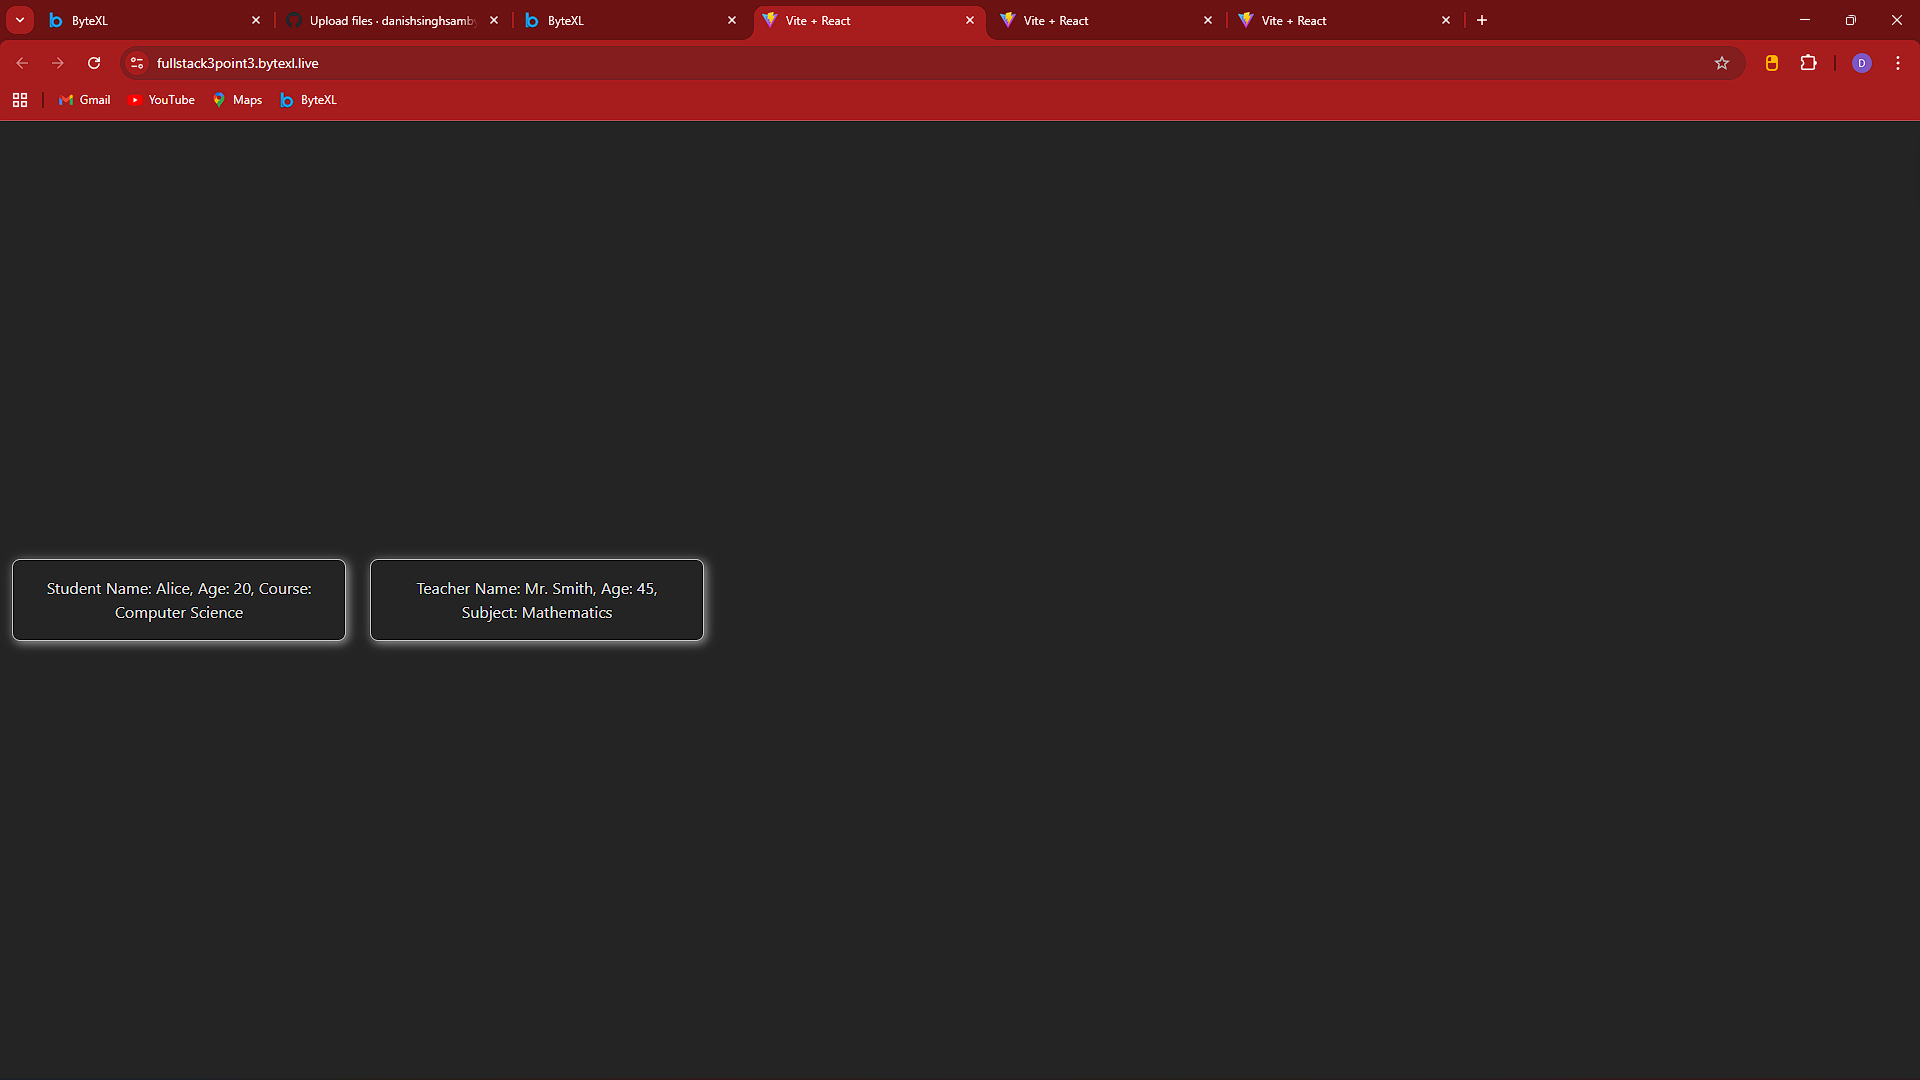 ByteXL
Upload files · danishsinghsamby
ByteXL
Vite + React
Vite + React
Vite + React
fullstack3point3.bytexl.live
D
Gmail
YouTube
Maps
ByteXL
Student Name: Alice, Age: 20, Course:
Computer Science
Teacher Name: Mr. Smith, Age: 45,
Subject: Mathematics